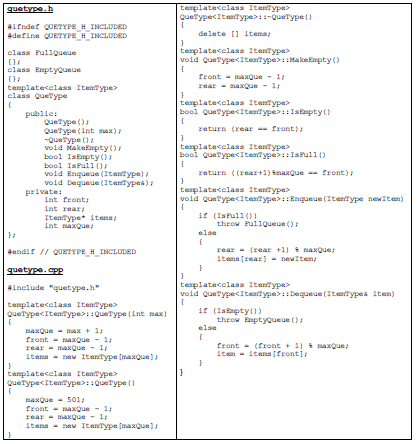 quetype.h
#ifndef QUETYPE_H_INCLUDED
#define QUETYPE_H_INCLUDED
class FullQueue
{};
class EmptyQueue
{};
template<class ItemType>
class QueType
{
public:
QueType();
QueType(int max);
~QueType();
void MakeEmpty();
bool IsEmpty();
bool IsFull();
void Enqueue(ItemType);
void Dequeue(ItemType&);
private:
int front;
int rear;
ItemType* items;
int maxQue;
};
#endif // QUETYPE_H_INCLUDED
quetype.cpp
#include "quetype.h"
template<class ItemType>
QueType<ItemType>::QueType(int max)
{
maxQue = max + 1;
front = maxQue - 1;
rear = maxQue - 1;
items = new ItemType[maxQue];
}
template<class ItemType>
QueType<ItemType>::QueType()
{
maxQue = 501;
front = maxQue - 1;
rear = maxQue - 1;
items = new ItemType[maxQue];
}
template<class ItemType>
QueType<ItemType>::~QueType()
{
delete [] items;
}
template<class ItemType>
void QueType<ItemType>::MakeEmpty()
{
front = maxQue - 1;
rear = maxQue - 1;
}
template<class ItemType>
bool QueType<ItemType>::IsEmpty()
{
return (rear == front);
}
template<class ItemType>
bool QueType<ItemType>::IsFull()
{
return ((rear+1)%maxQue == front);
}
template<class ItemType>
void QueType<ItemType>::Enqueue(ItemType newItem)
{
if (IsFull())
throw FullQueue();
else
{
rear = (rear +1) % maxQue;
items[rear] = newItem;
}
}
template<class ItemType>
void QueType<ItemType>::Dequeue(ItemType& item)
{
if (IsEmpty())
throw EmptyQueue();
else
{
front = (front + 1) % maxQue;
item = items[front];
}
}